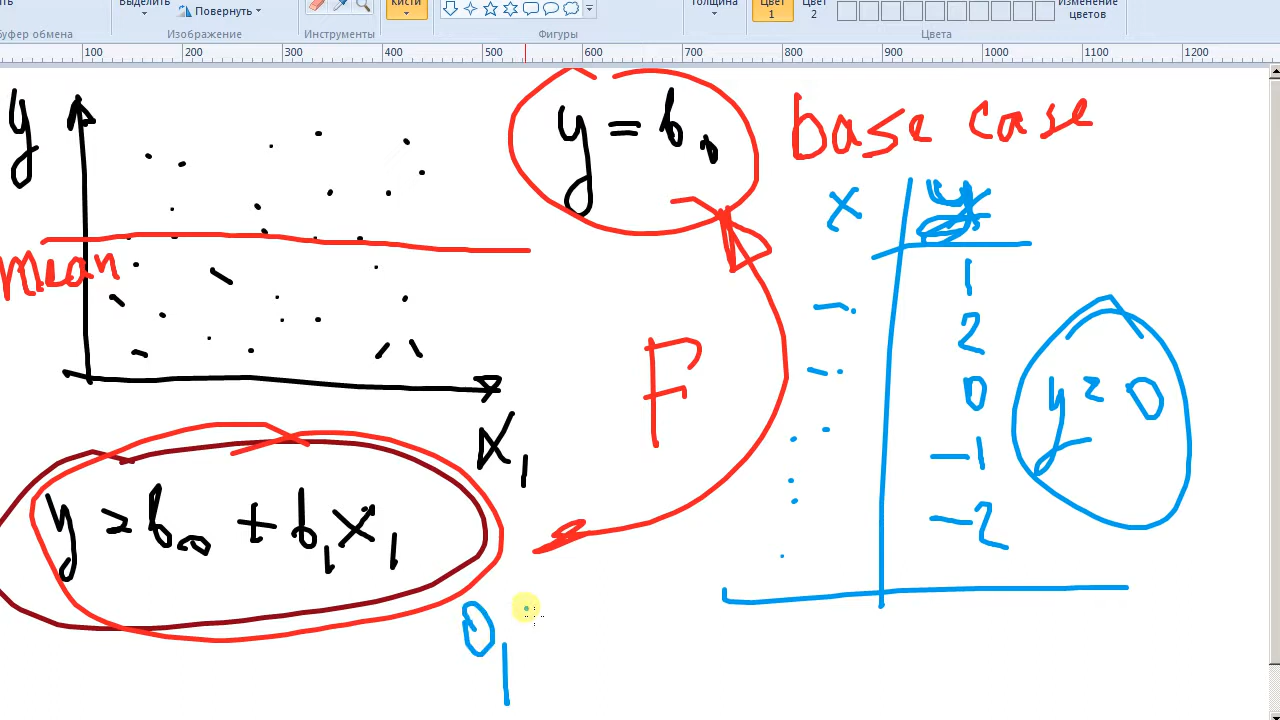 Выделить
Повернуть
Кисти
Толщина
Цвет 1
Цвет 2
Изменение цветов
буфер обмена
Изображение
Инструменты
Фигуры
Цвета
100 200 300 400 500 600 700 800 900 1000 1100 1200
y
y = b0
base case
x y
mean
1
2
0
-1
-2
F
y = 0
x1
y = b0 + b1x1
0
1